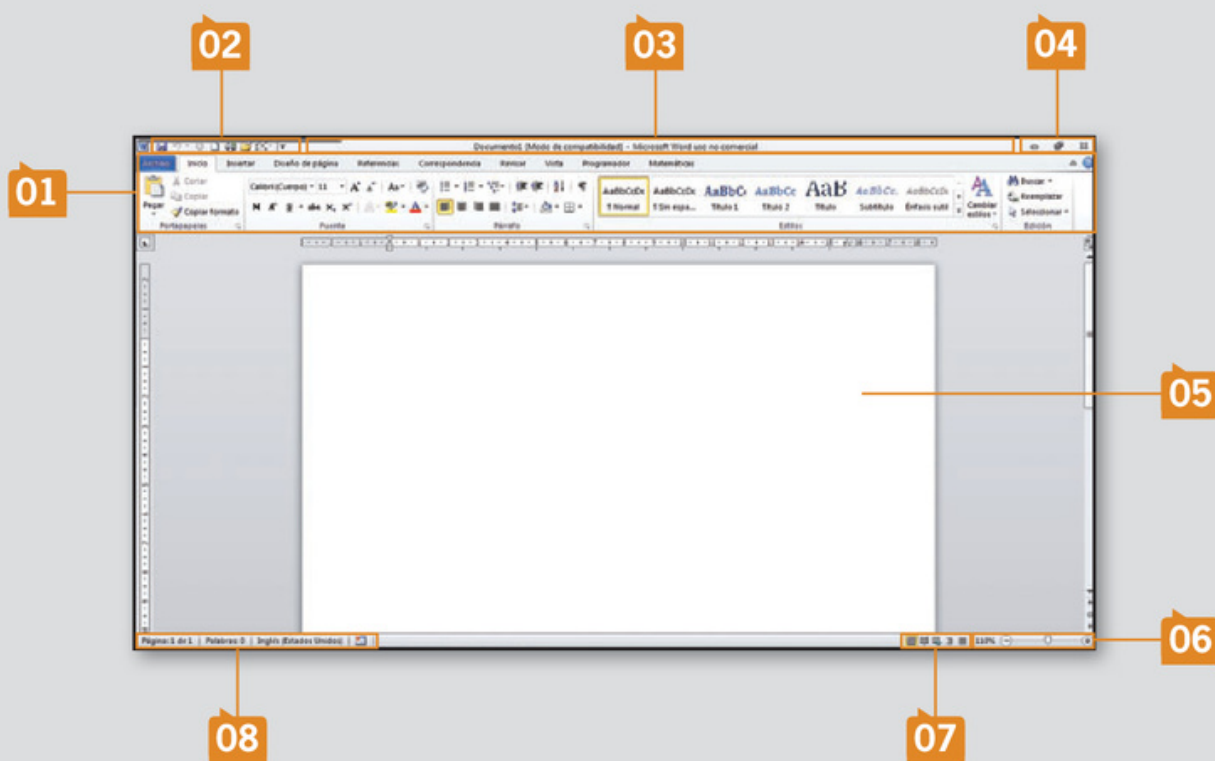 02
03
04
Documento1 [Modo de compatibilidad] - Microsoft Word uso no comercial
Archivo Inicio Insertar Diseño de página Referencias Correspondencia Revisar Vista Programador Matemáticas
01
Pegar
Cortar
Copiar
Copiar formato
Portapapeles
Calibri (Cuerpo) 11
N K S abc x₂ x² A A
Fuente
Párrafo
AaBbCcDc AaBbCcDc AaBbC AaBbCc AaB AaBbCc. AaBbCcDc
¶ Normal ¶ Sin espa... Título 1 Título 2 Título Subtítulo Énfasis sutil
Cambiar
estilos
Estilos
Buscar
Reemplazar
Seleccionar
Edición
05
06
Página: 1 de 1 Palabras: 0 Inglés (Estados Unidos) 110%
08
07